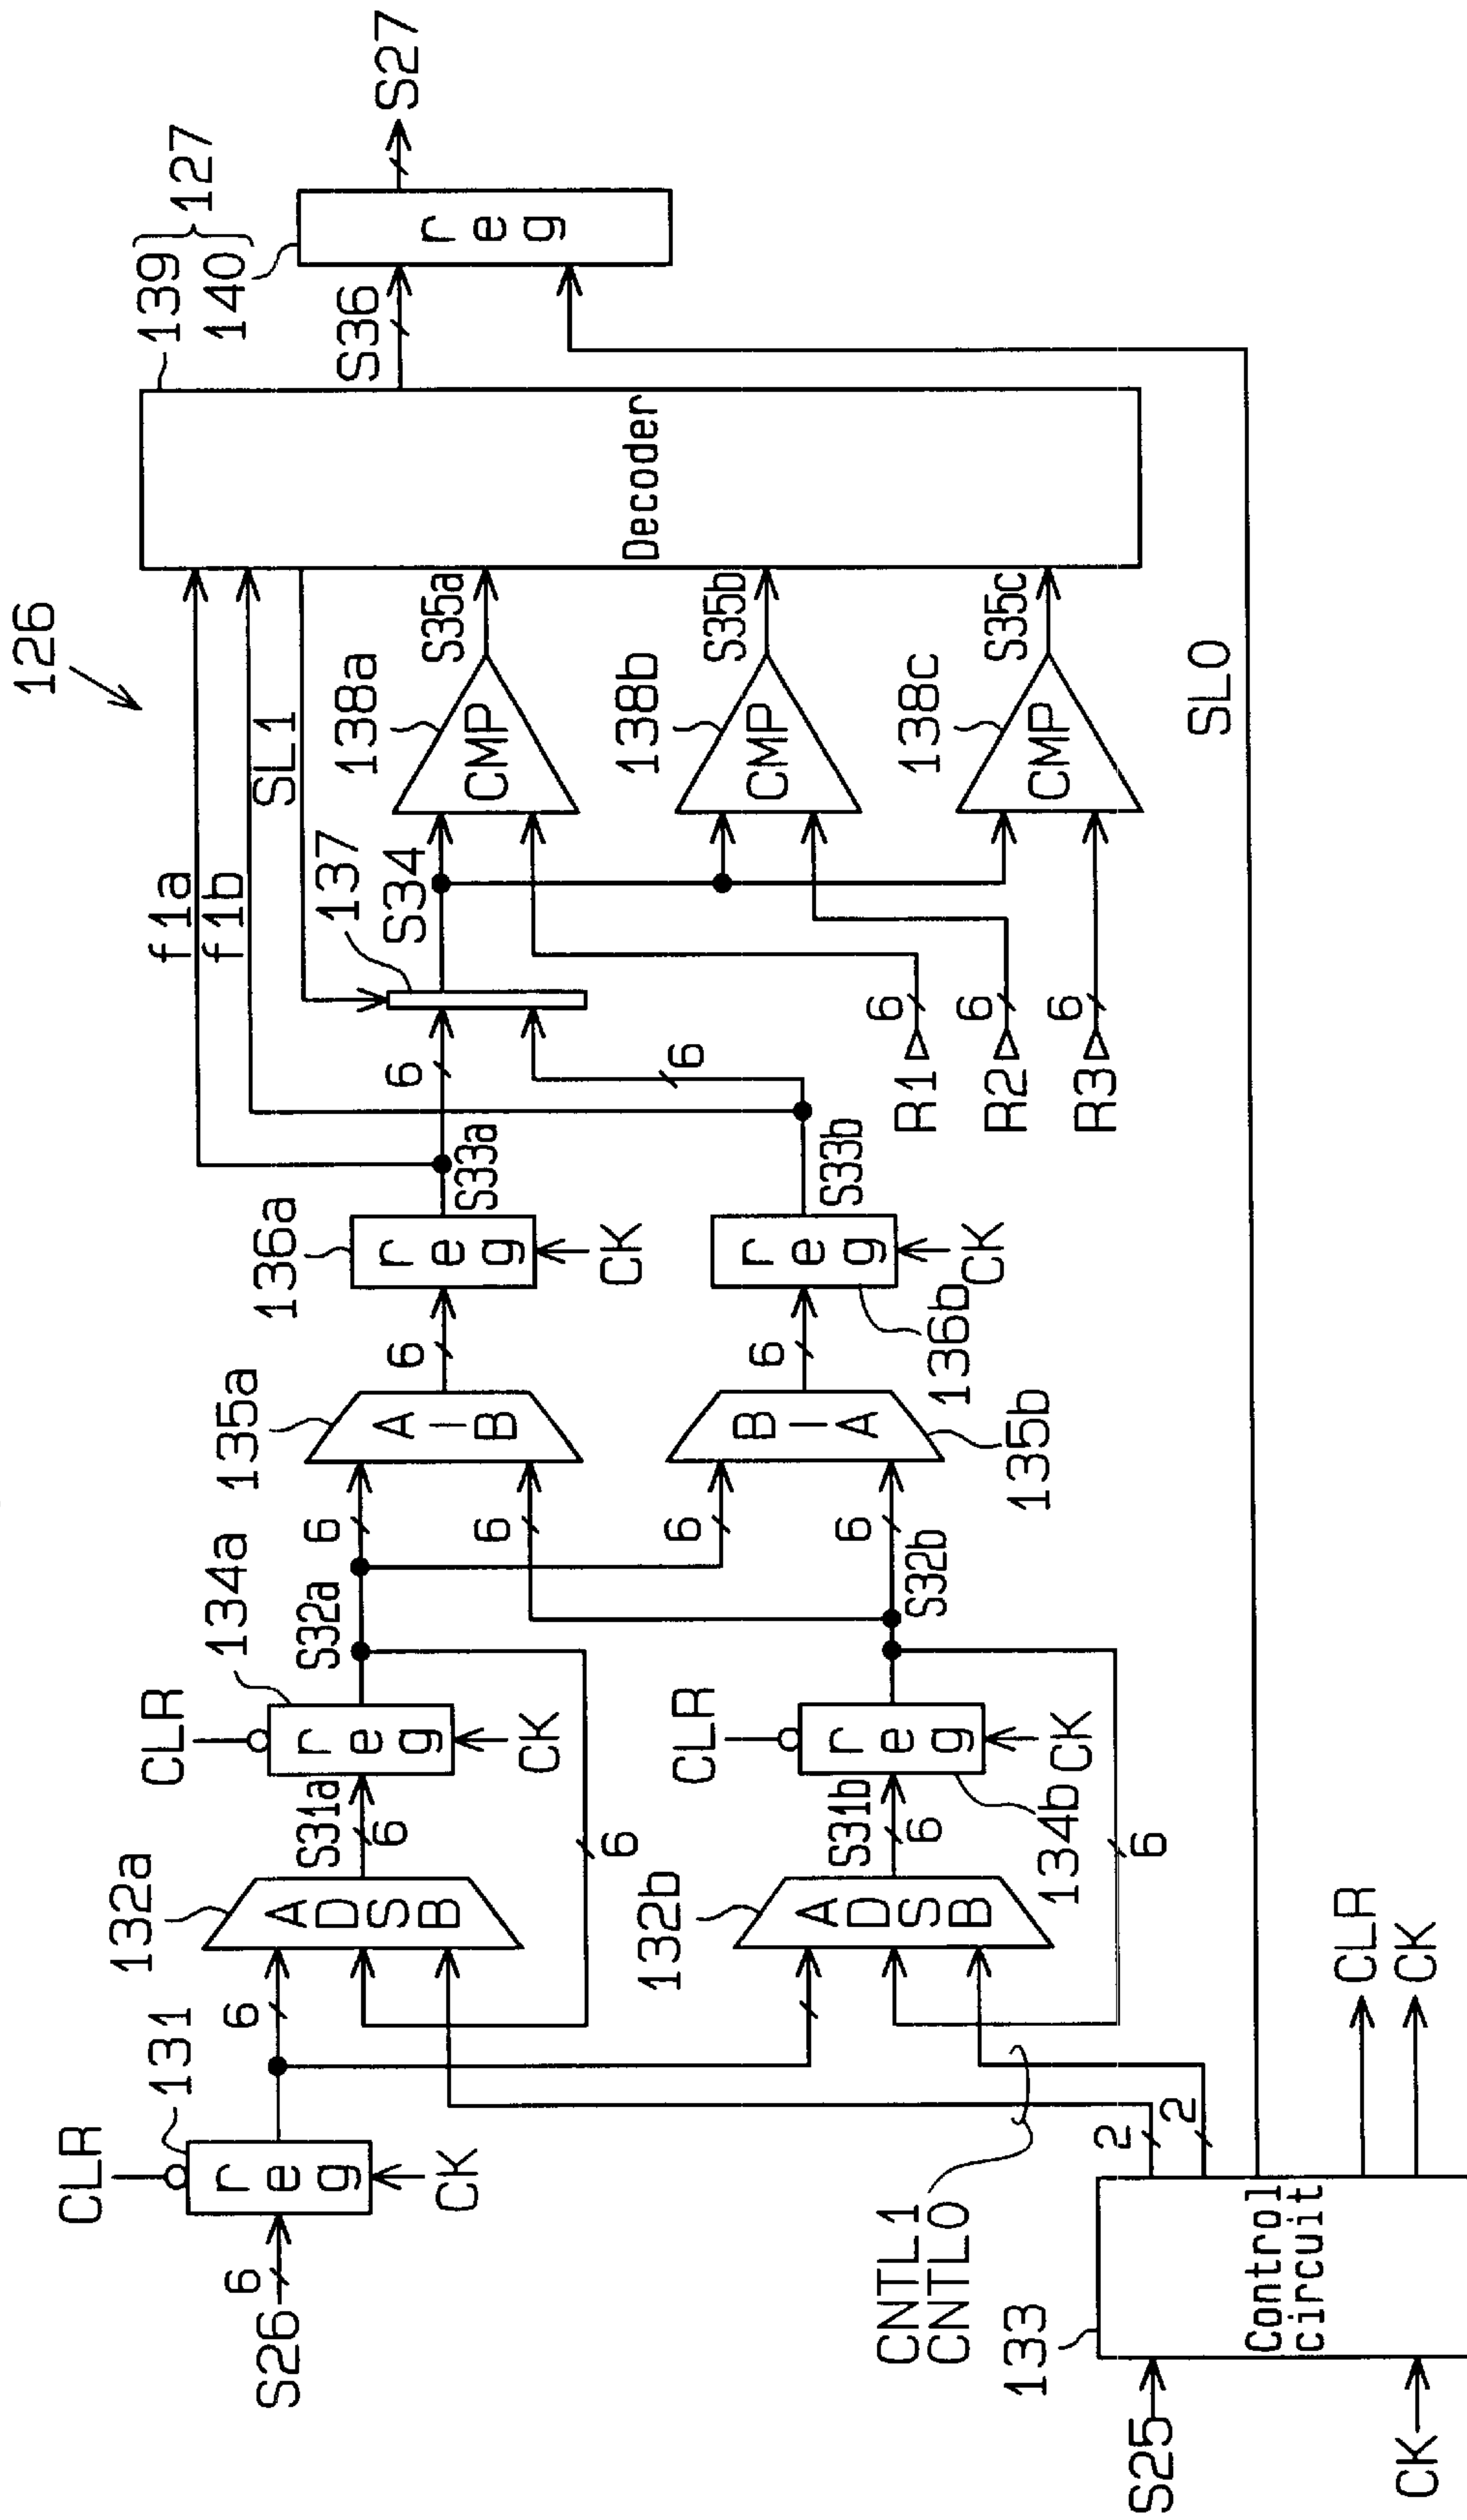 126
139
140
127
f1a
f1b
SL1
S36
S27
reg
Decoder
137
S34
138a
CMP
S35a
138b
CMP
S35b
138c
CMP
S35c
SL0
R1
6
R2
6
R3
6
6
6
136a
reg
S33a
CK
S33b
reg
136b
CK
135a
A-B
6
B-A
6
135b
6
6
6
6
134a
CLR
reg
S32a
CK
CLR
reg
S32b
134b
CK
132a
ADSB
S31a
6
6
132b
ADSB
S31b
6
6
131
CLR
reg
6
CK
S26
6
CNTL1
CNTL0
2
2
133
Control
circuit
S25
CK
CLR
CK